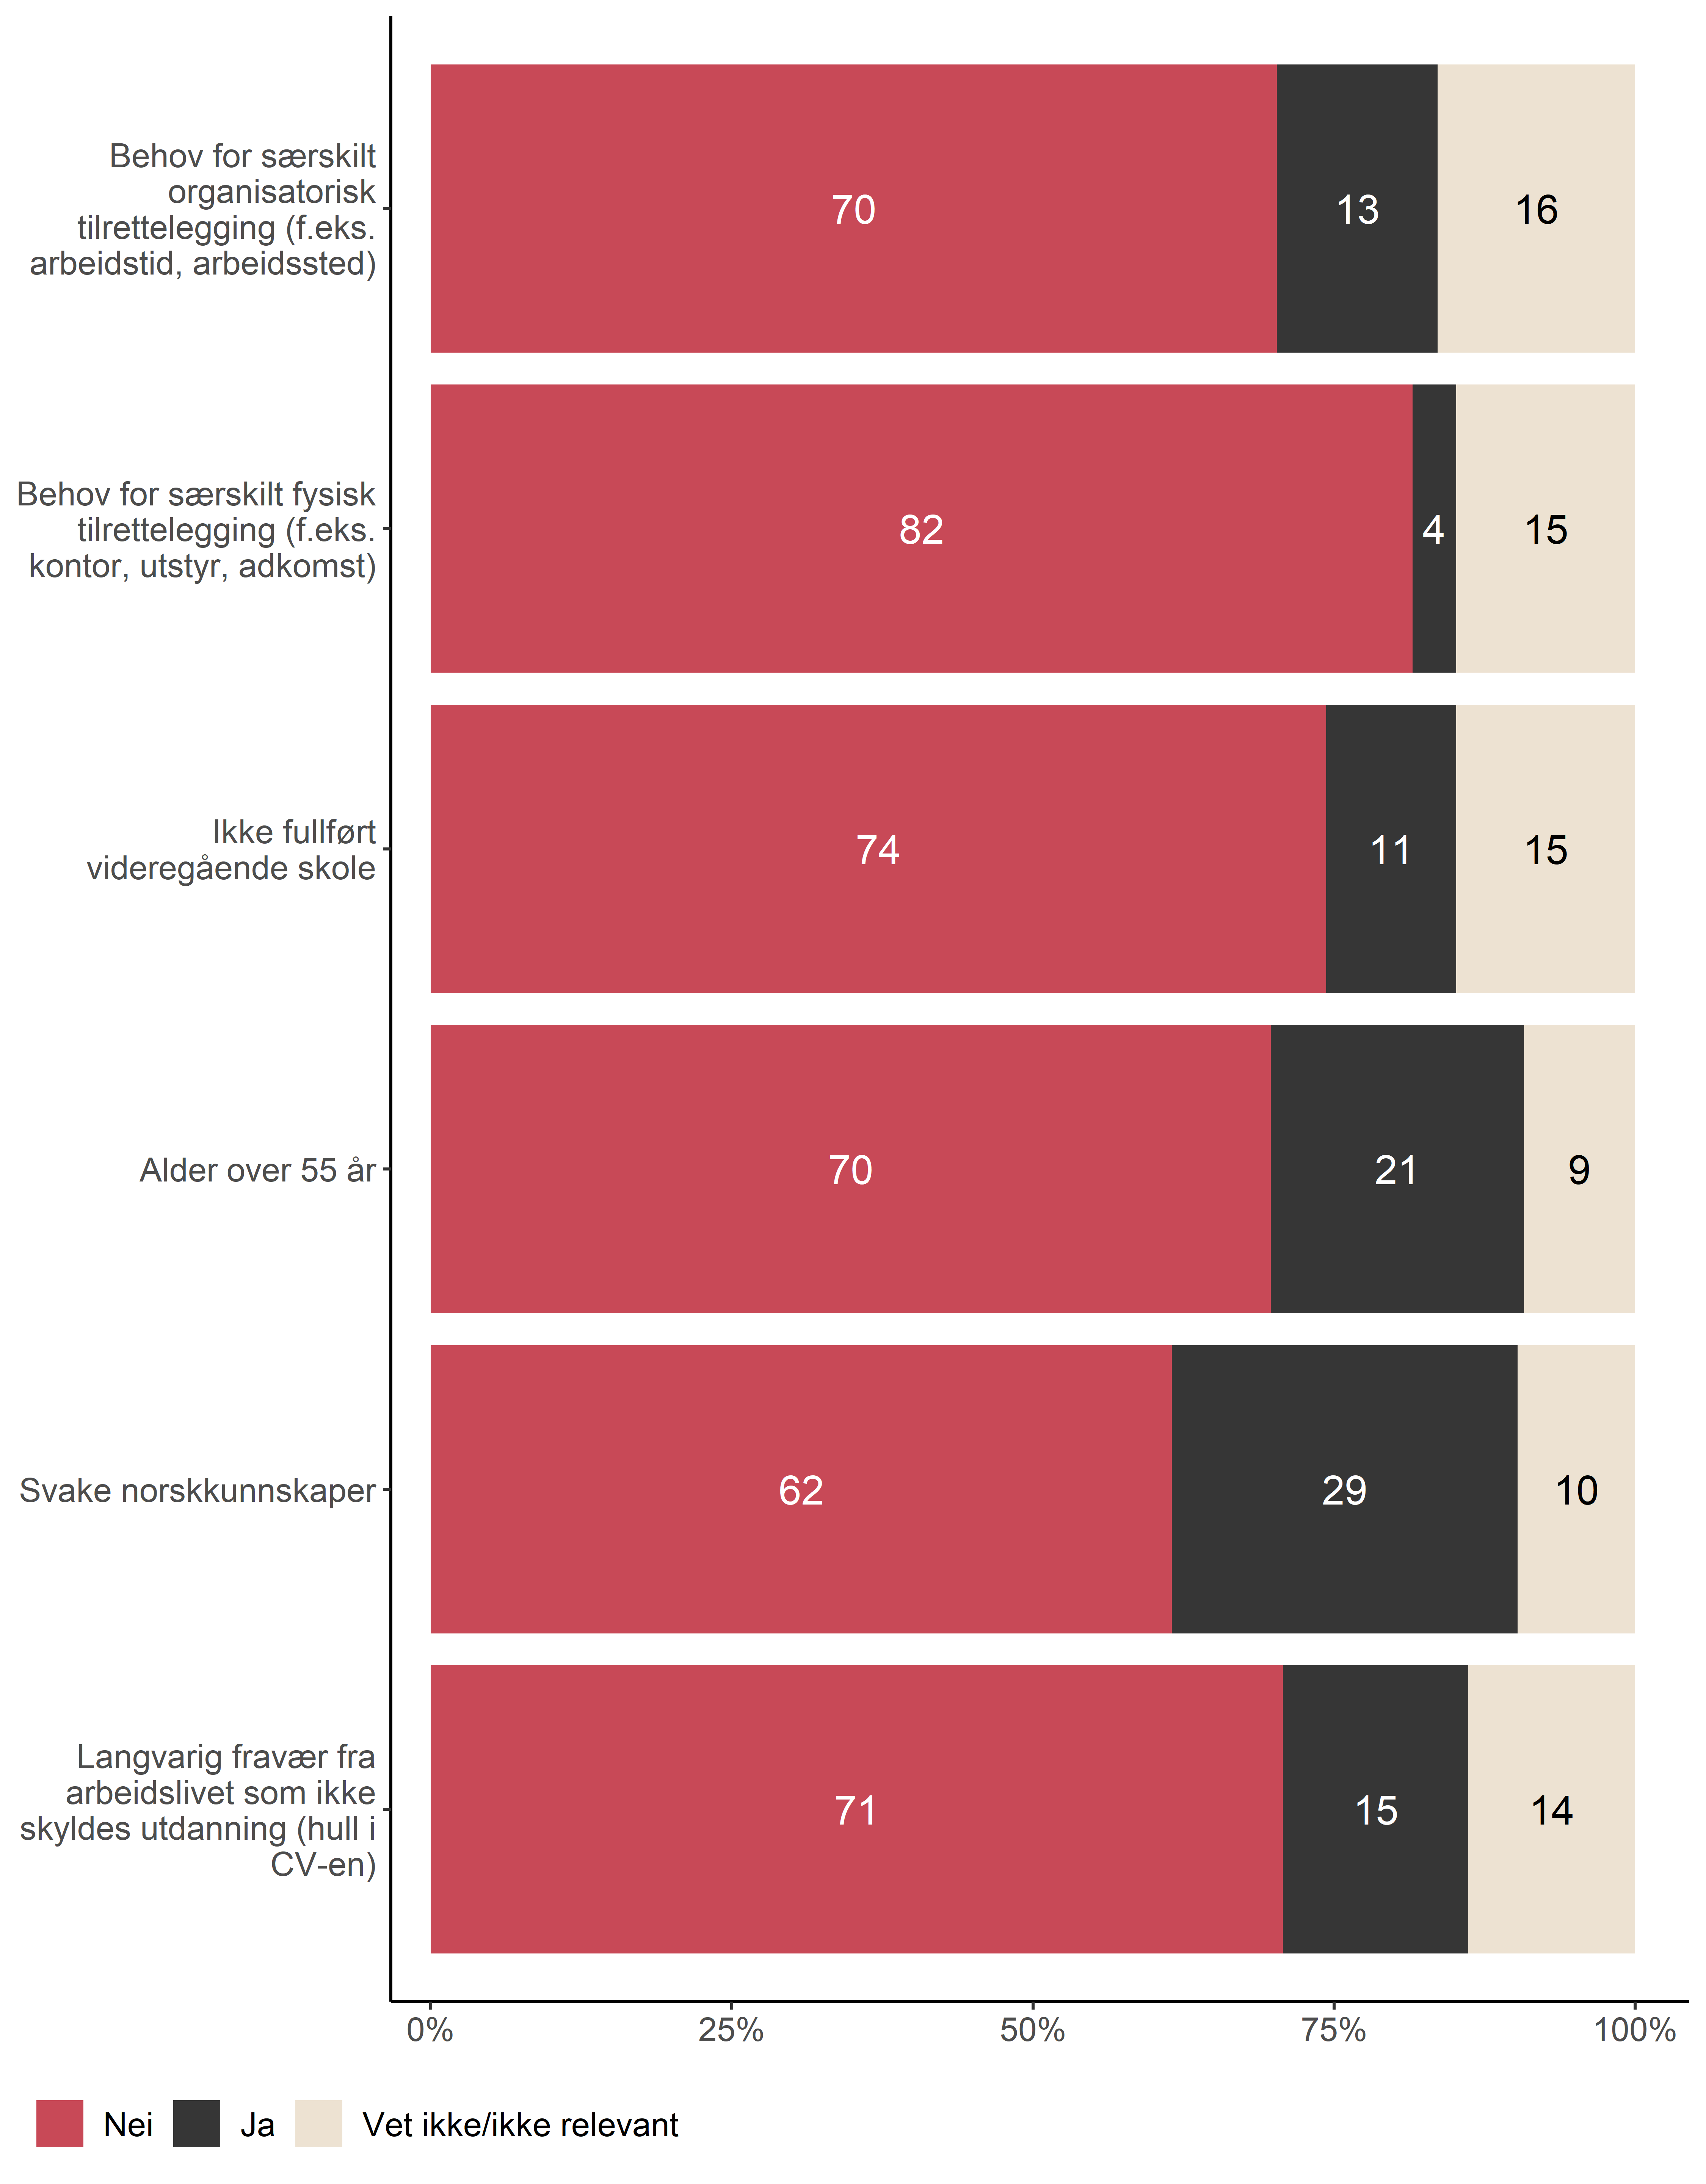 Behov for særskilt
organisatorisk
tilrettelegging (f.eks.
arbeidstid, arbeidssted)
70 13 16
Behov for særskilt fysisk
tilrettelegging (f.eks.
kontor, utstyr, adkomst)
82 4 15
Ikke fullført
videregående skole
74 11 15
Alder over 55 år
70 21 9
Svake norskkunnskaper
62 29 10
Langvarig fravær fra
arbeidslivet som ikke
skyldes utdanning (hull i
CV-en)
71 15 14
0% 25% 50% 75% 100%
Nei Ja Vet ikke/ikke relevant